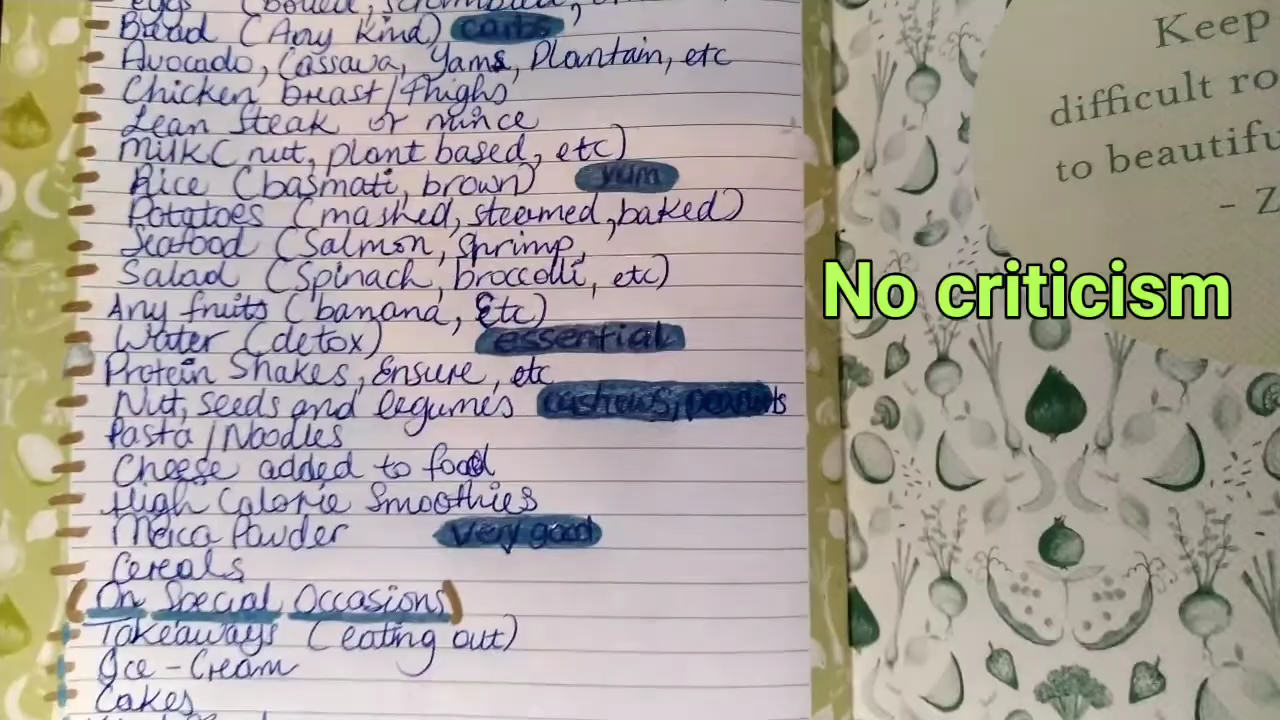 eggs (boiled, scrambled,
Bread (Any kind) carbs
Avocado, Cassava, Yams, Plantain, etc
Chicken breast/Thighs
Lean Steak or mince
Milk (nut, plant based, etc)
Rice (basmati, brown) yum
Potatoes (mashed, steamed, baked)
Seafood (Salmon, Shrimp,
Salad (Spinach, broccolli, etc)
Any fruits (banana, Etc)
Water (detox) essential
Protein Shakes, Ensure, etc
Nut, seeds and legumes cashews, peanuts
Pasta/Noodles
Cheese added to food
High Calorie Smoothies
Maca Powder very good
Cereals
(On Special Occasions)
Takeaways (eating out)
Ice-Cream
Cakes
Keep
difficult ro
to beautifu
- Z
No criticism